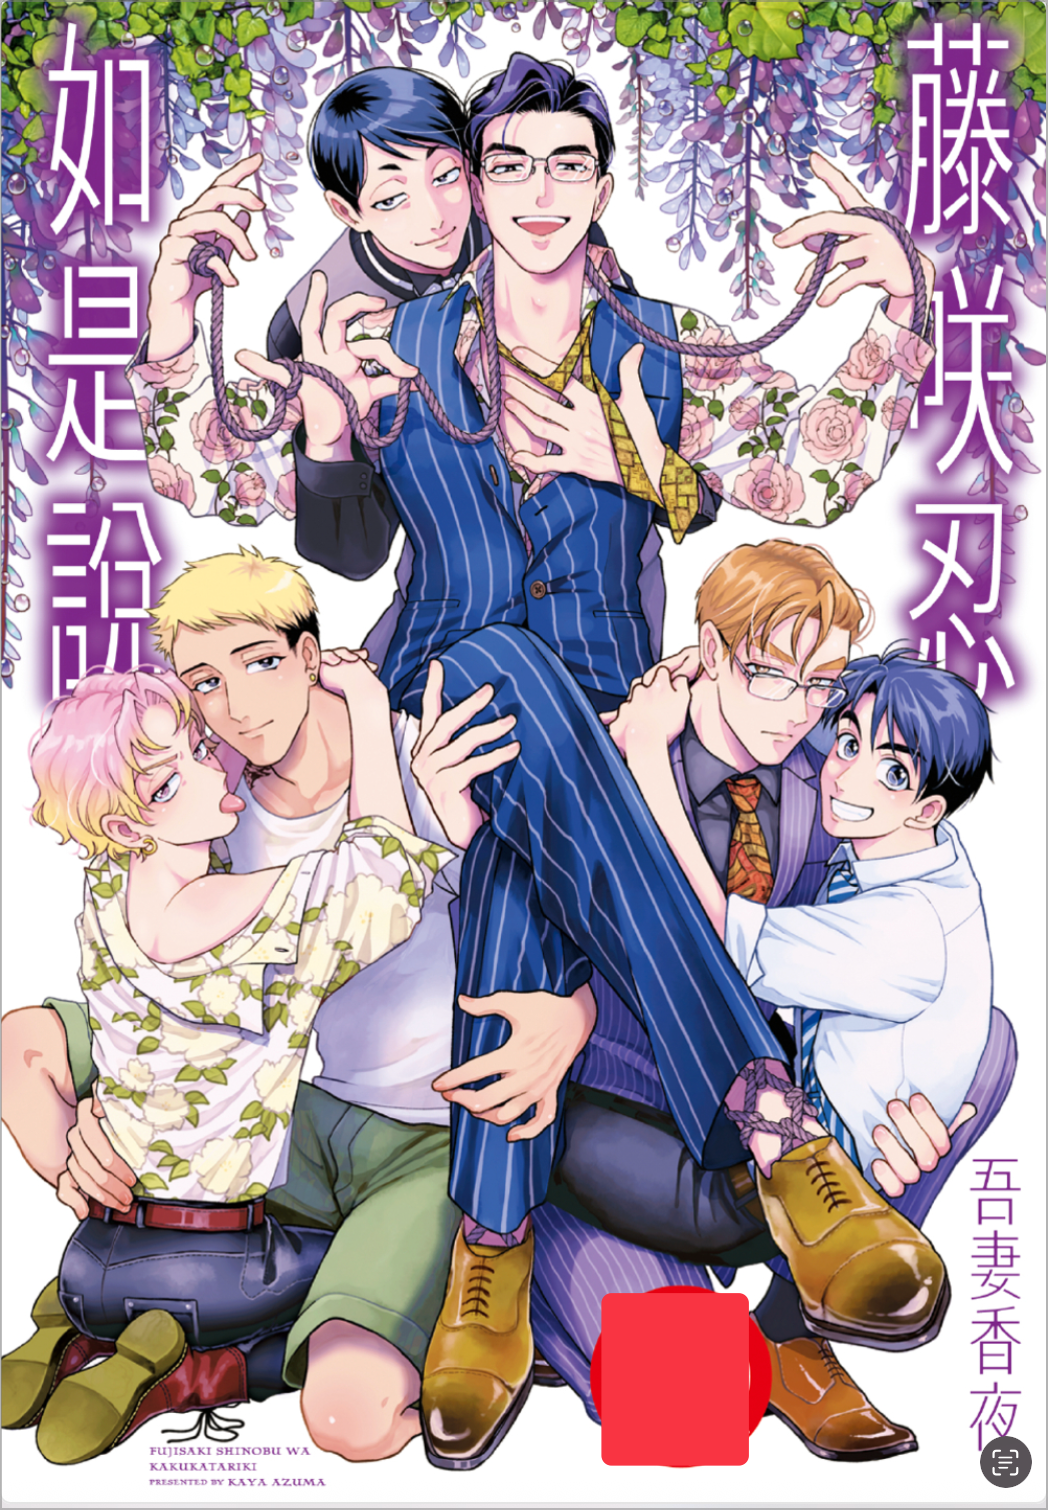 藤咲忍
如是説
吾妻香夜
FUJISAKI SHINOBU WA
KAKUKATARIKI
PRESENTED BY KAYA AZUMA